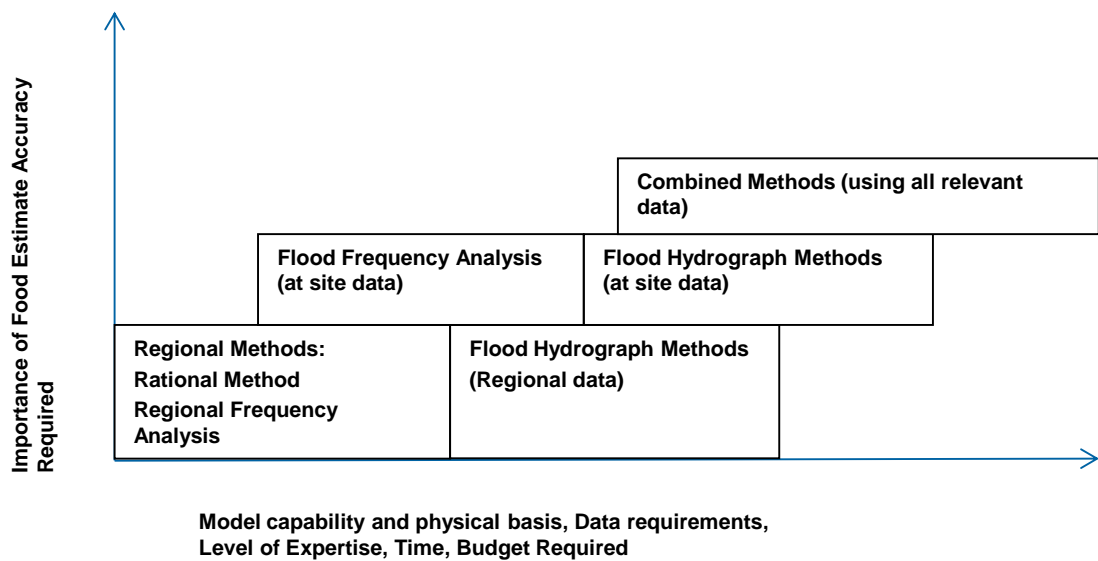 Importance of Food Estimate Accuracy
Required
Combined Methods (using all relevant
data)
Flood Frequency Analysis
(at site data)
Flood Hydrograph Methods
(at site data)
Regional Methods:
Rational Method
Regional Frequency
Analysis
Flood Hydrograph Methods
(Regional data)
Model capability and physical basis, Data requirements,
Level of Expertise, Time, Budget Required